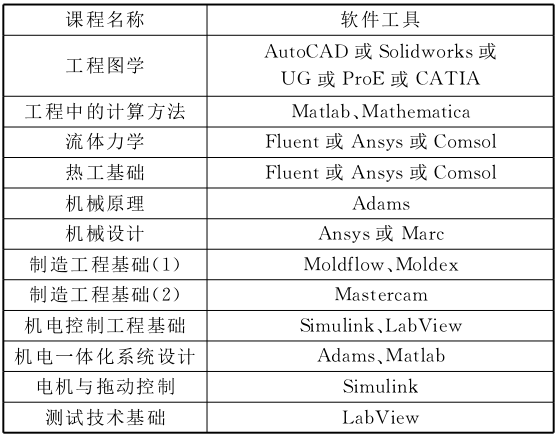 课程名称 软件工具
工程图学 AutoCAD 或 Solidworks 或
UG 或 ProE 或 CATIA
工程中的计算方法 Matlab、Mathematica
流体力学 Fluent 或 Ansys 或 Comsol
热工基础 Fluent 或 Ansys 或 Comsol
机械原理 Adams
机械设计 Ansys 或 Marc
制造工程基础(1) Moldflow、Moldex
制造工程基础(2) Mastercam
机电控制工程基础 Simulink、LabView
机电一体化系统设计 Adams、Matlab
电机与拖动控制 Simulink
测试技术基础 LabView